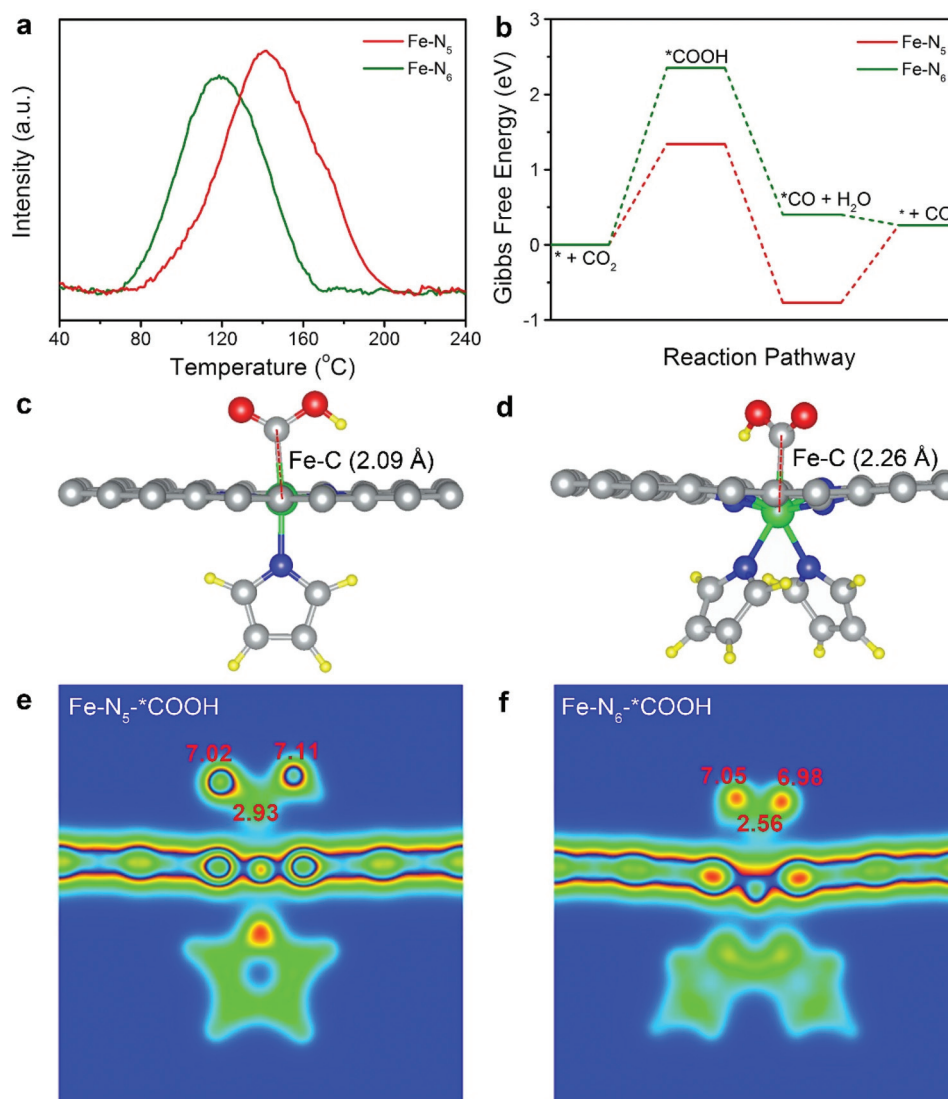 a
Fe-N5
Fe-N6
Intensity (a.u.)
40 80 120 160 200 240
Temperature (°C)
b
Fe-N5
Fe-N6
3
2
1
0
-1
Gibbs Free Energy (eV)
*COOH
*CO + H2O
* + CO
* + CO2
Reaction Pathway
c
Fe-C (2.09 Å)
d
Fe-C (2.26 Å)
e
Fe-N5-*COOH
7.02 7.11
2.93
f
Fe-N6-*COOH
7.05 6.98
2.56